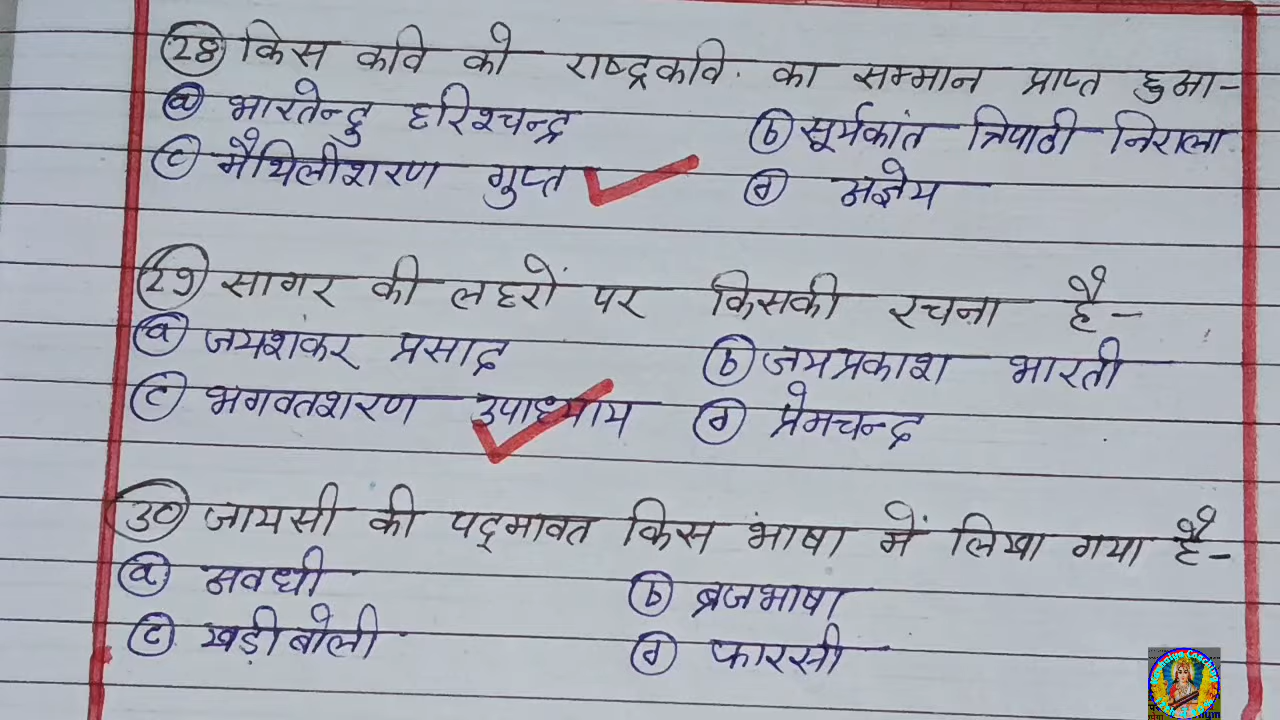 (28) किस कवि को राष्ट्रकवि का सम्मान प्राप्त हुआ-
(a) भारतेन्दु हरिश्चन्द्र (b) सूर्यकांत त्रिपाठी निराला
(c) मैथिलीशरण गुप्त (d) अज्ञेय
(29) सागर की लहरों पर किसकी रचना है-
(a) जयशंकर प्रसाद (b) जयप्रकाश भारती
(c) भगवतशरण उपाध्याय (d) प्रेमचन्द्र
(30) जायसी की पद्मावत किस भाषा में लिखा गया है-
(a) अवधी (b) ब्रजभाषा
(c) खड़ी बोली (d) फारसी